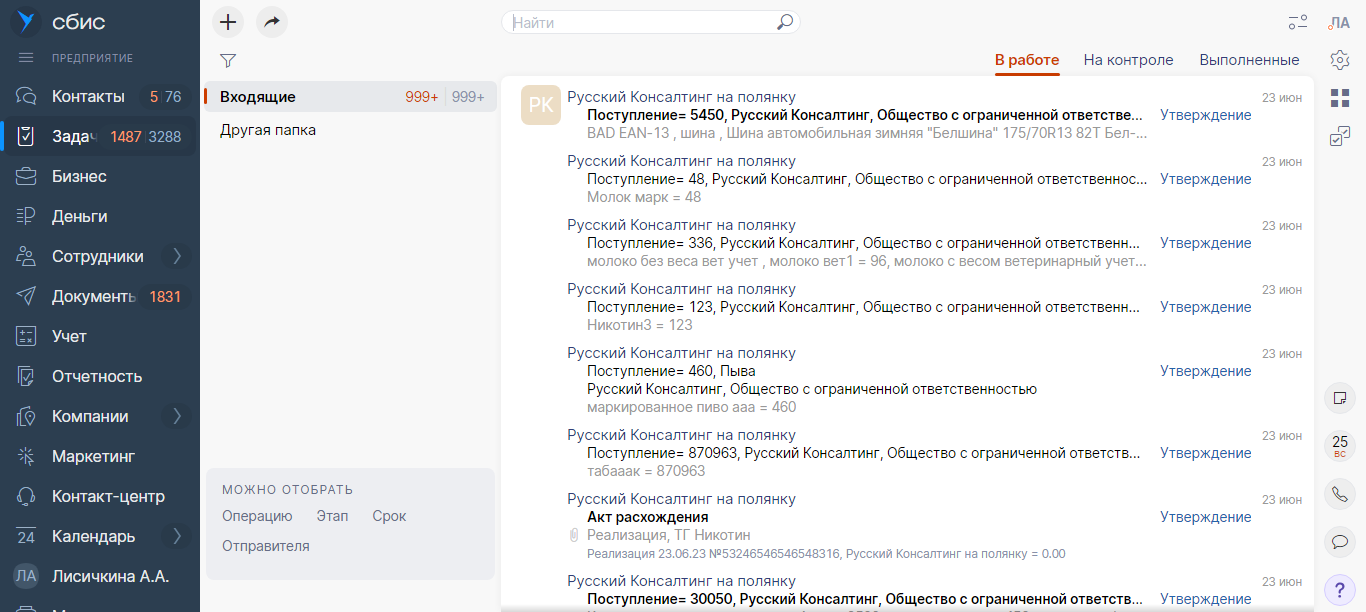 сбис
ПРЕДПРИЯТИЕ
Контакты 5 76
Задач 1487 3288
Бизнес
Деньги
Сотрудники
Документы 1831
Учет
Отчетность
Компании
Маркетинг
Контакт-центр
24 Календарь
ЛА Лисичкина А.А.
Найти
ЛА
В работе На контроле Выполненные
Входящие 999+ 999+
Другая папка
МОЖНО ОТОБРАТЬ
Операцию Этап Срок
Отправителя
РК
Русский Консалтинг на полянку 23 июн
Поступление= 5450, Русский Консалтинг, Общество с ограниченной ответстве... Утверждение
BAD EAN-13 , шина , Шина автомобильная зимняя "Белшина" 175/70R13 82T Бел-...
Русский Консалтинг на полянку 23 июн
Поступление= 48, Русский Консалтинг, Общество с ограниченной ответственнос... Утверждение
Молок марк = 48
Русский Консалтинг на полянку 23 июн
Поступление= 336, Русский Консалтинг, Общество с ограниченной ответственн... Утверждение
молоко без веса вет учет , молоко вет1 = 96, молоко с весом ветеринарный учет...
Русский Консалтинг на полянку 23 июн
Поступление= 123, Русский Консалтинг, Общество с ограниченной ответственн... Утверждение
Никотин3 = 123
Русский Консалтинг на полянку 23 июн
Поступление= 460, Пыва Утверждение
Русский Консалтинг, Общество с ограниченной ответственностью
маркированное пиво ааа = 460
Русский Консалтинг на полянку 23 июн
Поступление= 870963, Русский Консалтинг, Общество с ограниченной ответств... Утверждение
табааак = 870963
Русский Консалтинг на полянку 23 июн
Акт расхождения Утверждение
Реализация, ТГ Никотин
Реализация 23.06.23 №53246546546548316, Русский Консалтинг на полянку = 0.00
Русский Консалтинг на полянку 23 июн
Поступление= 30050, Русский Консалтинг, Общество с ограниченной ответств... Утверждение
25
ВС
?